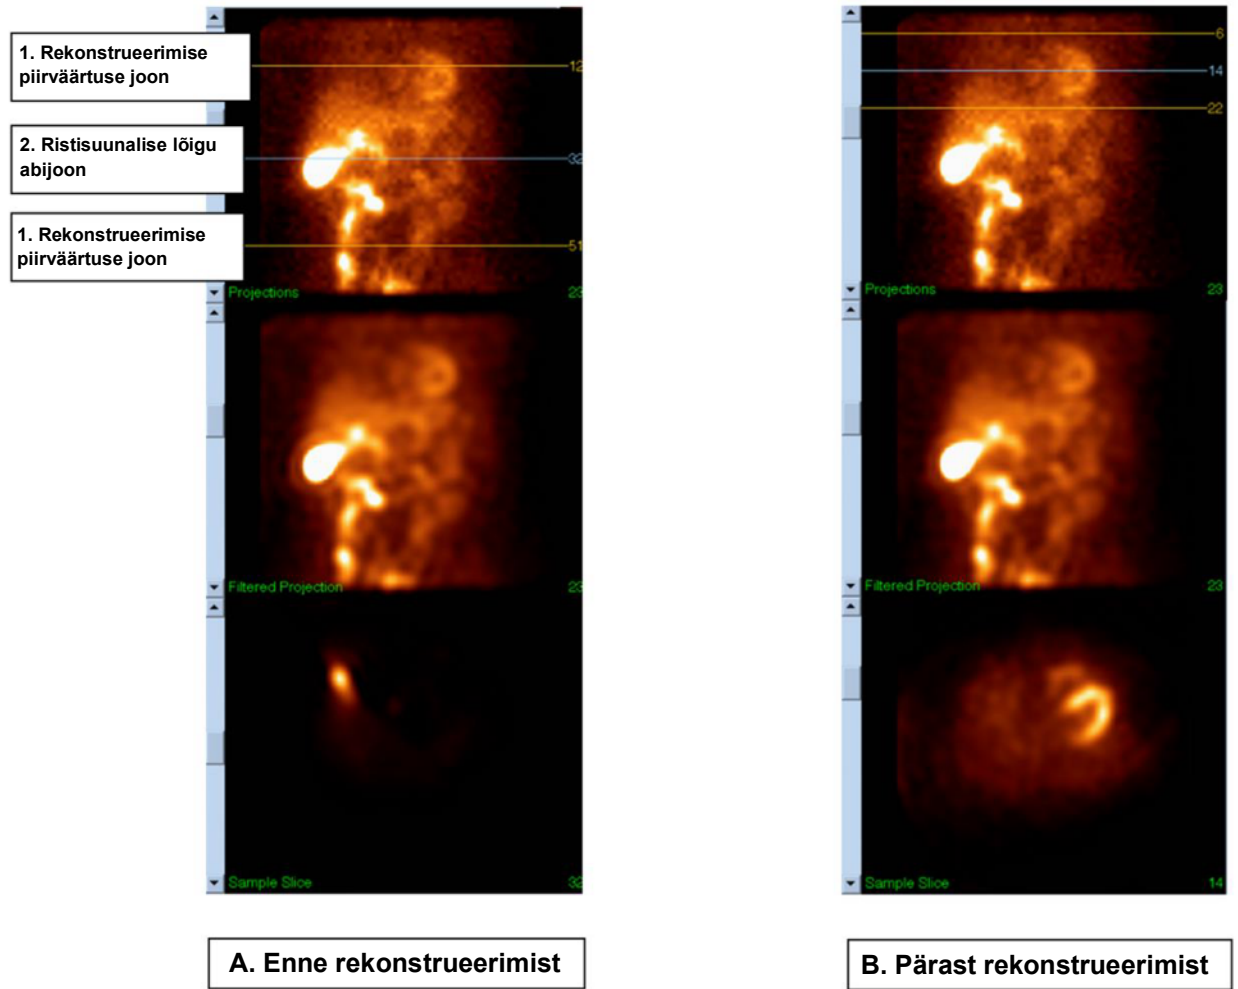 1. Rekonstrueerimise
piirväärtuse joon
2. Ristisuunalise lõigu
abijoon
1. Rekonstrueerimise
piirväärtuse joon
12
32
51
Projections 23
Filtered Projection 23
Sample Slice 32
6
14
22
Projections 23
Filtered Projection 23
Sample Slice 14
A. Enne rekonstrueerimist
B. Pärast rekonstrueerimist